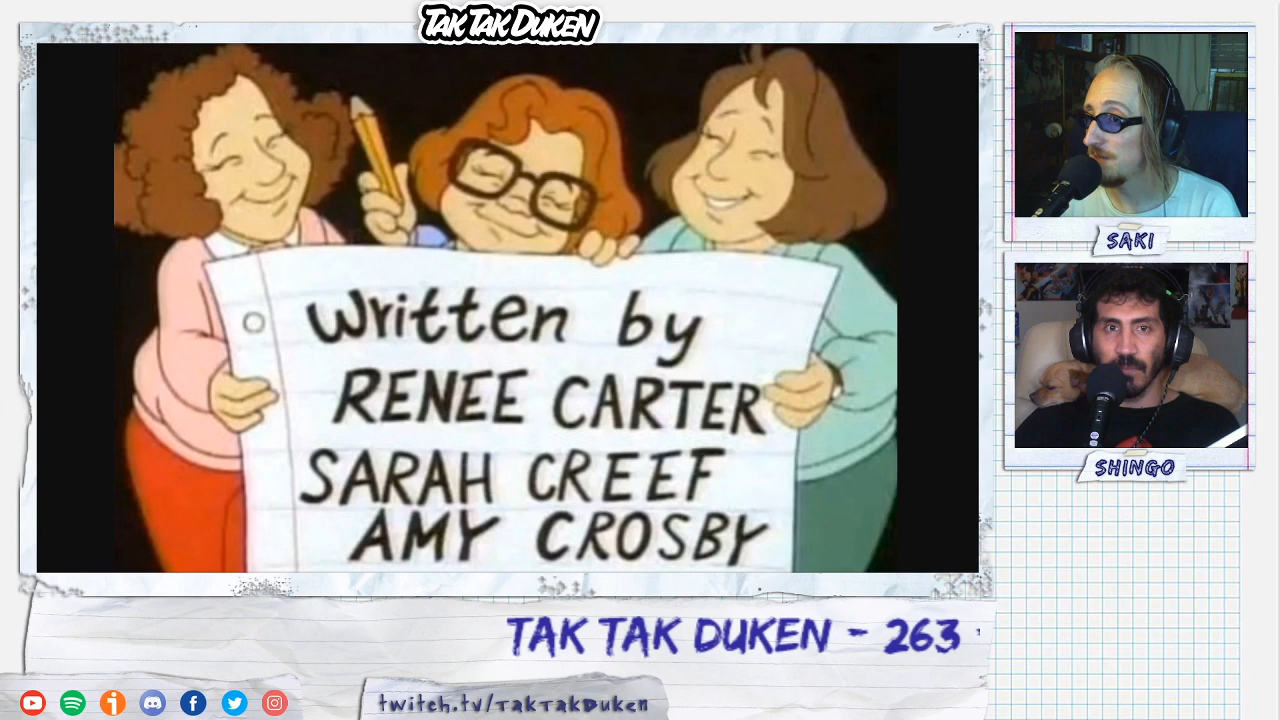 TAK TAK DUKEN
Written by
RENEE CARTER
SARAH CREEF
AMY CROSBY
SAKI
SHINGO
TAK TAK DUKEN - 263
twitch.tv/TAKTAKDUKEN